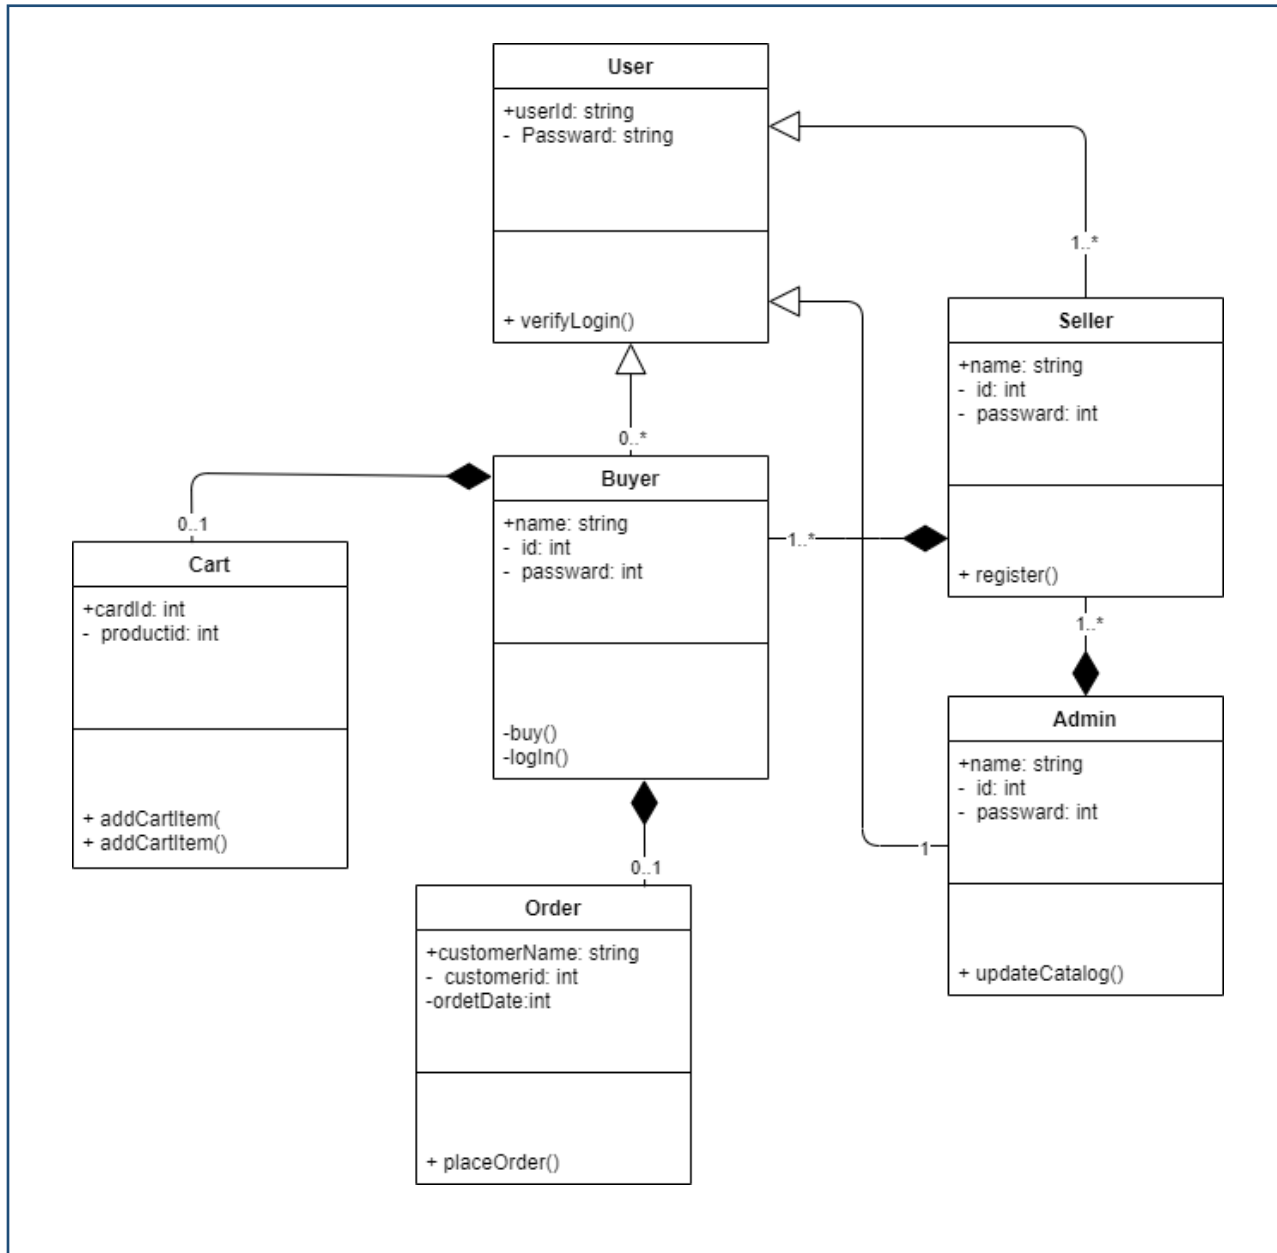 User
+userId: string
-  Passward: string
+ verifyLogin()
1..*
Seller
+name: string
-  id: int
-  passward: int
+ register()
0..*
Buyer
+name: string
-  id: int
-  passward: int
-buy()
-logIn()
1..*
0..1
Cart
+cardId: int
-  productid: int
+ addCartItem(
+ addCartItem()
1..*
Admin
+name: string
-  id: int
-  passward: int
+ updateCatalog()
1
0..1
Order
+customerName: string
-  customerid: int
-ordetDate:int
+ placeOrder()